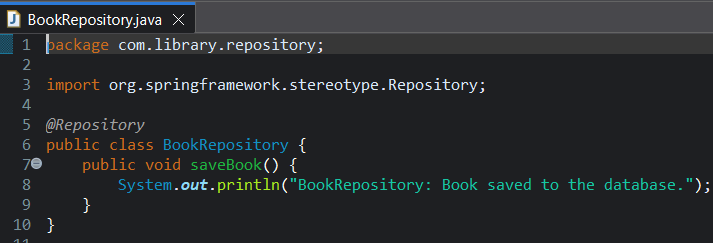 BookRepository.java
1 package com.library.repository;
2
3 import org.springframework.stereotype.Repository;
4
5 @Repository
6 public class BookRepository {
7     public void saveBook() {
8         System.out.println("BookRepository: Book saved to the database.");
9     }
10 }
11